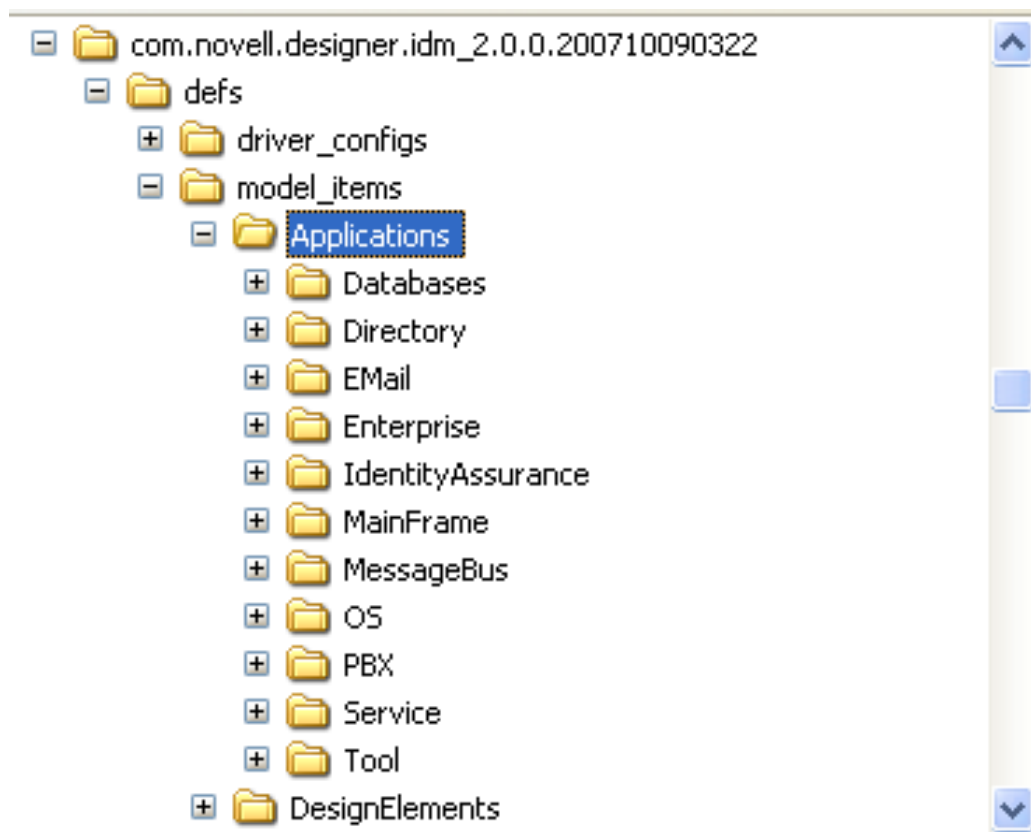 com.novell.designer.idm_2.0.0.200710090322
defs
driver_configs
model_items
Applications
Databases
Directory
EMail
Enterprise
IdentityAssurance
MainFrame
MessageBus
OS
PBX
Service
Tool
DesignElements